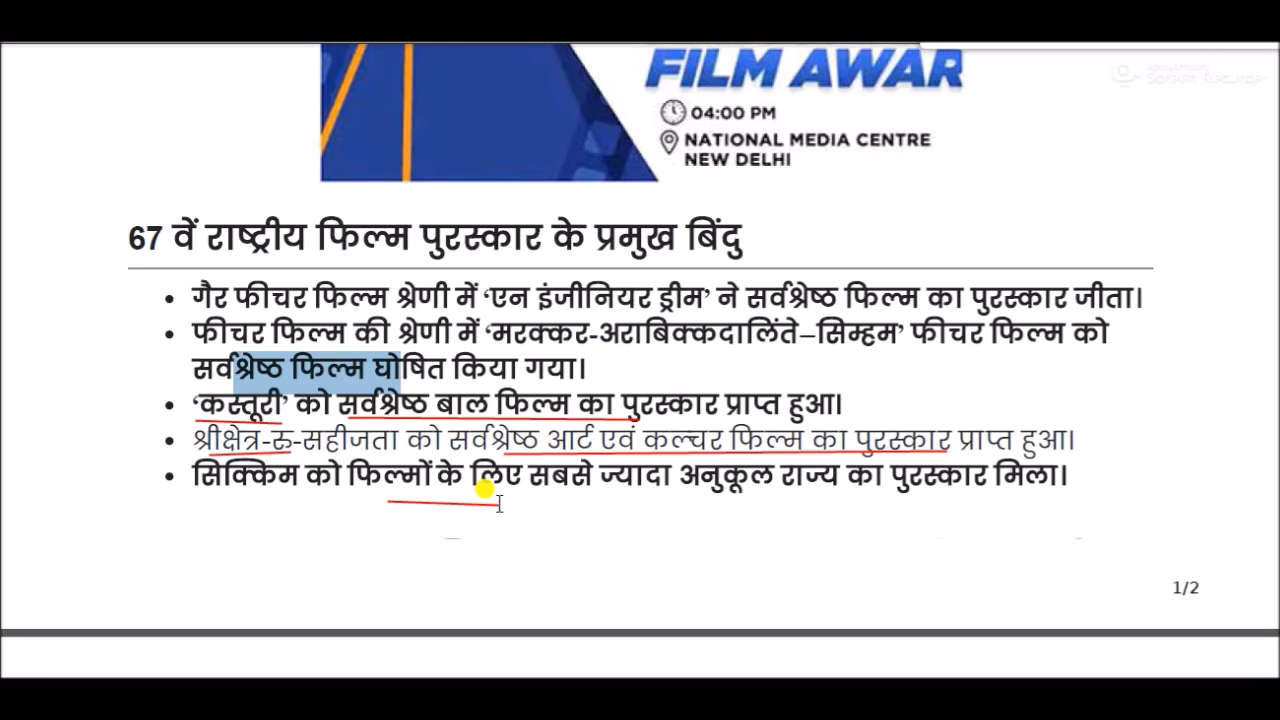 FILM AWAR
04:00 PM
NATIONAL MEDIA CENTRE
NEW DELHI
Screen Recorder
67 वें राष्ट्रीय फिल्म पुरस्कार के प्रमुख बिंदु
• गैर फीचर फिल्म श्रेणी में ‘एन इंजीनियर ड्रीम’ ने सर्वश्रेष्ठ फिल्म का पुरस्कार जीता।
• फीचर फिल्म की श्रेणी में ‘मरक्कर-अराबिक्कदालिंते–सिम्हम’ फीचर फिल्म को
सर्वश्रेष्ठ फिल्म घोषित किया गया।
• ‘कस्तूरी’ को सर्वश्रेष्ठ बाल फिल्म का पुरस्कार प्राप्त हुआ।
• श्रीक्षेत्र-रु-सहीजता को सर्वश्रेष्ठ आर्ट एवं कल्चर फिल्म का पुरस्कार प्राप्त हुआ।
• सिक्किम को फिल्मों के लिए सबसे ज्यादा अनुकूल राज्य का पुरस्कार मिला।
1/2